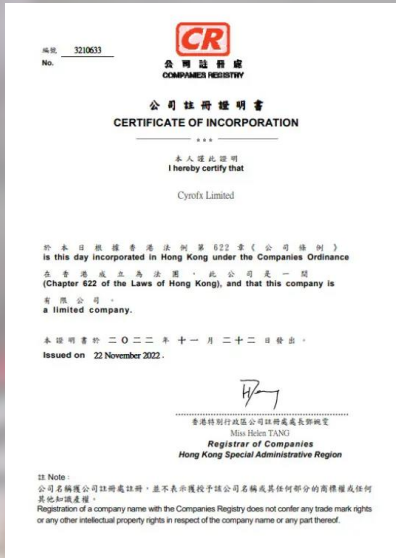 CR
編號 3210633
No.
公司註冊處
COMPANIES REGISTRY
公司註冊證明書
CERTIFICATE OF INCORPORATION
本人謹此證明
I hereby certify that
Cyrofx Limited
於本日根據香港法例第622章《公司條例》
is this day incorporated in Hong Kong under the Companies Ordinance
在香港成立為法團，此公司是一間
(Chapter 622 of the Laws of Hong Kong), and that this company is
有限公司。
a limited company.
本證明書於二〇二二年十一月二十二日發出。
Issued on 22 November 2022 .
香港特別行政區公司註冊處處長鄧婉雯
Miss Helen TANG
Registrar of Companies
Hong Kong Special Administrative Region
註 Note :
公司名稱獲公司註冊處註冊，並不表示獲授予該公司名稱或其任何部分的商標權或任何
其他知識產權。
Registration of a company name with the Companies Registry does not confer any trade mark rights
or any other intellectual property rights in respect of the company name or any part thereof.